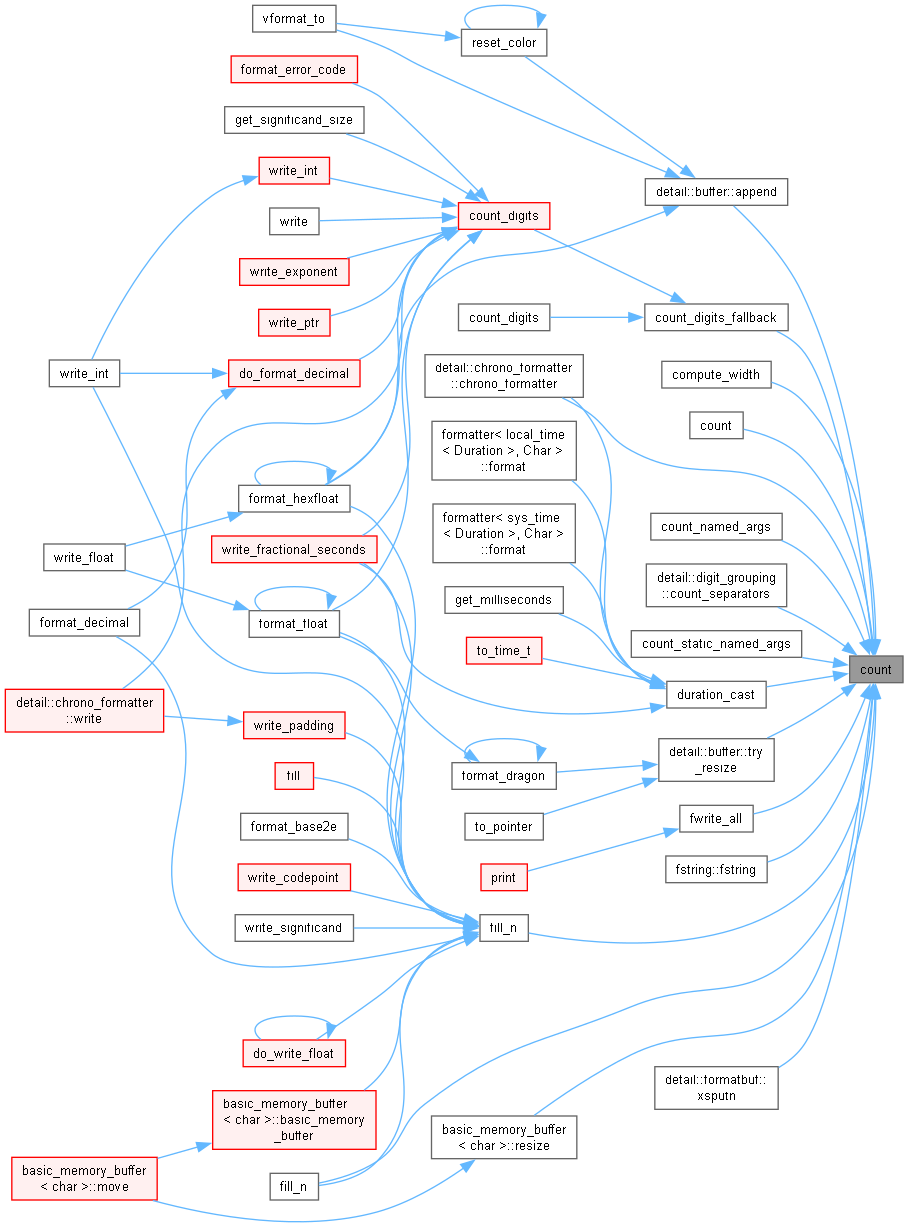 vformat_to
reset_color
format_error_code
get_significand_size
write_int
detail::buffer::append
write
count_digits
write_exponent
write_ptr
count_digits
count_digits_fallback
write_int
do_format_decimal
detail::chrono_formatter
::chrono_formatter
compute_width
count
formatter< local_time
< Duration >, Char >
::format
format_hexfloat
formatter< sys_time
< Duration >, Char >
::format
count_named_args
write_float
write_fractional_seconds
detail::digit_grouping
::count_separators
get_milliseconds
format_decimal
format_float
to_time_t
count_static_named_args
count
detail::chrono_formatter
::write
duration_cast
write_padding
detail::buffer::try
_resize
fill
format_dragon
format_base2e
to_pointer
fwrite_all
write_codepoint
print
fstring::fstring
write_significand
fill_n
do_write_float
detail::formatbuf::
xsputn
basic_memory_buffer
< char >::basic_memory
_buffer
basic_memory_buffer
< char >::resize
basic_memory_buffer
< char >::move
fill_n